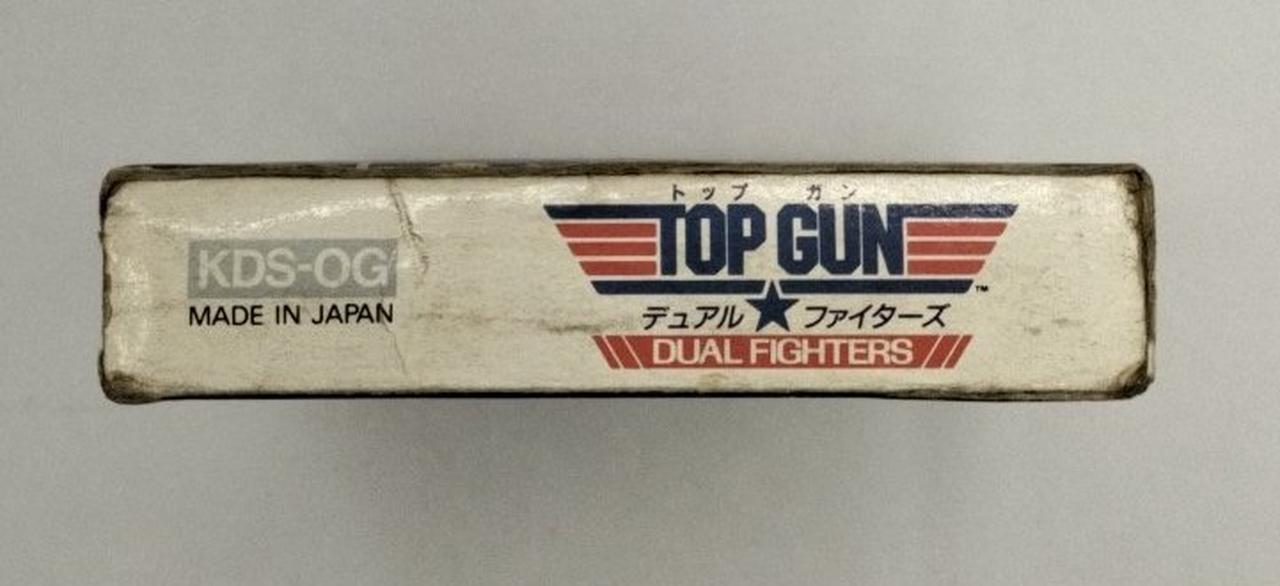 KDS-OG
MADE IN JAPAN
トップ ガン
TOP GUN
™
デュアル ファイターズ
DUAL FIGHTERS